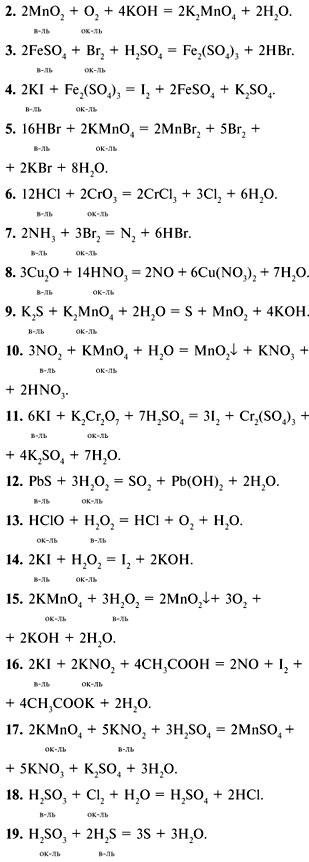 2. 2MnO₂ + O₂ + 4KOH = 2K₂MnO₄ + 2H₂O.
в-ль ок-ль
3. 2FeSO₄ + Br₂ + H₂SO₄ = Fe₂(SO₄)₃ + 2HBr.
в-ль ок-ль
4. 2KI + Fe₂(SO₄)₃ = I₂ + 2FeSO₄ + K₂SO₄.
в-ль ок-ль
5. 16HBr + 2KMnO₄ = 2MnBr₂ + 5Br₂ +
в-ль ок-ль
+ 2KBr + 8H₂O.
6. 12HCl + 2CrO₃ = 2CrCl₃ + 3Cl₂ + 6H₂O.
в-ль ок-ль
7. 2NH₃ + 3Br₂ = N₂ + 6HBr.
в-ль ок-ль
8. 3Cu₂O + 14HNO₃ = 2NO + 6Cu(NO₃)₂ + 7H₂O.
в-ль ок-ль
9. K₂S + K₂MnO₄ + 2H₂O = S + MnO₂ + 4KOH.
в-ль ок-ль
10. 3NO₂ + KMnO₄ + H₂O = MnO₂↓ + KNO₃ +
в-ль ок-ль
+ 2HNO₃.
11. 6KI + K₂Cr₂O₇ + 7H₂SO₄ = 3I₂ + Cr₂(SO₄)₃ +
в-ль ок-ль
+ 4K₂SO₄ + 7H₂O.
12. PbS + 3H₂O₂ = SO₂ + Pb(OH)₂ + 2H₂O.
в-ль ок-ль
13. HClO + H₂O₂ = HCl + O₂ + H₂O.
ок-ль в-ль
14. 2KI + H₂O₂ = I₂ + 2KOH.
в-ль ок-ль
15. 2KMnO₄ + 3H₂O₂ = 2MnO₂↓+ 3O₂ +
ок-ль в-ль
+ 2KOH + 2H₂O.
16. 2KI + 2KNO₂ + 4CH₃COOH = 2NO + I₂ +
в-ль ок-ль
+ 4CH₃COOK + 2H₂O.
17. 2KMnO₄ + 5KNO₂ + 3H₂SO₄ = 2MnSO₄ +
ок-ль в-ль
+ 5KNO₃ + K₂SO₄ + 3H₂O.
18. H₂SO₃ + Cl₂ + H₂O = H₂SO₄ + 2HCl.
в-ль ок-ль
19. H₂SO₃ + 2H₂S = 3S + 3H₂O.
ок-ль в-ль